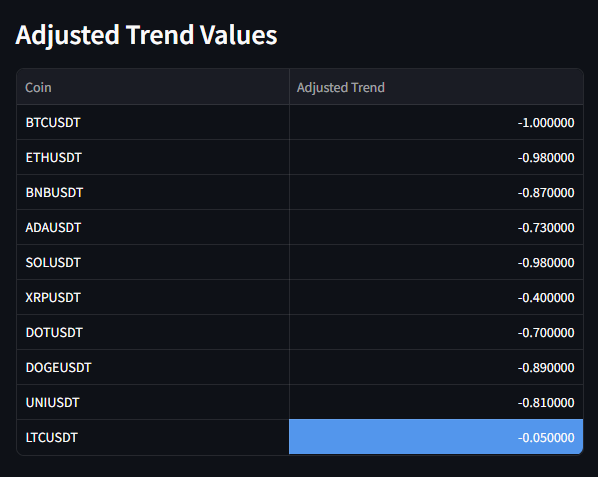 Adjusted Trend Values
Coin Adjusted Trend
BTCUSDT -1.000000
ETHUSDT -0.980000
BNBUSDT -0.870000
ADAUSDT -0.730000
SOLUSDT -0.980000
XRPUSDT -0.400000
DOTUSDT -0.700000
DOGEUSDT -0.890000
UNIUSDT -0.810000
LTCUSDT -0.050000